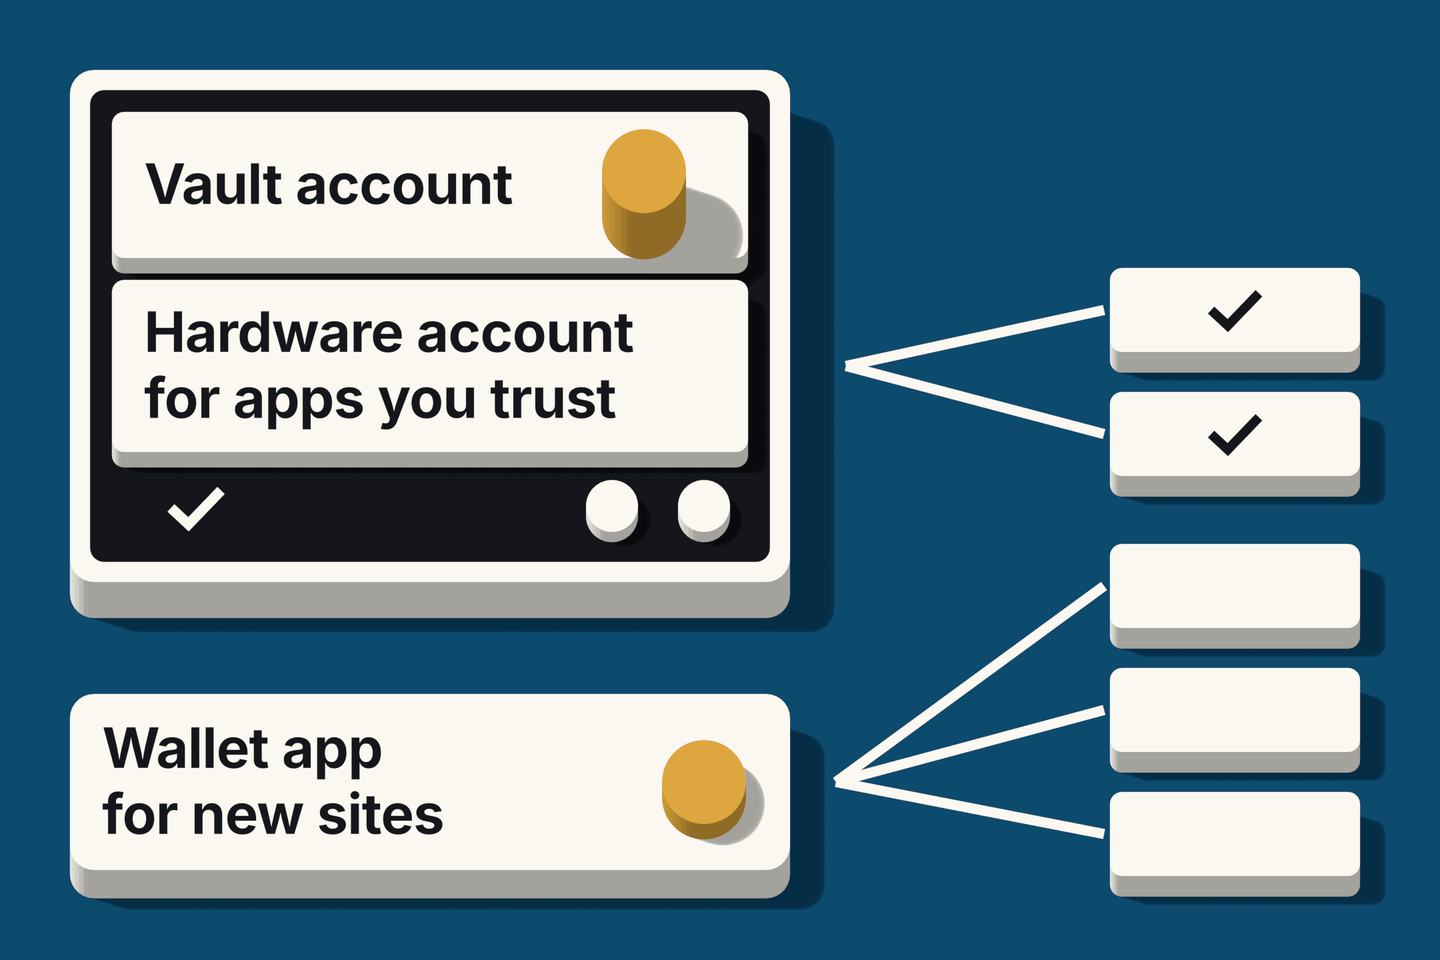 Vault account
Hardware account
for apps you trust
Wallet app
for new sites